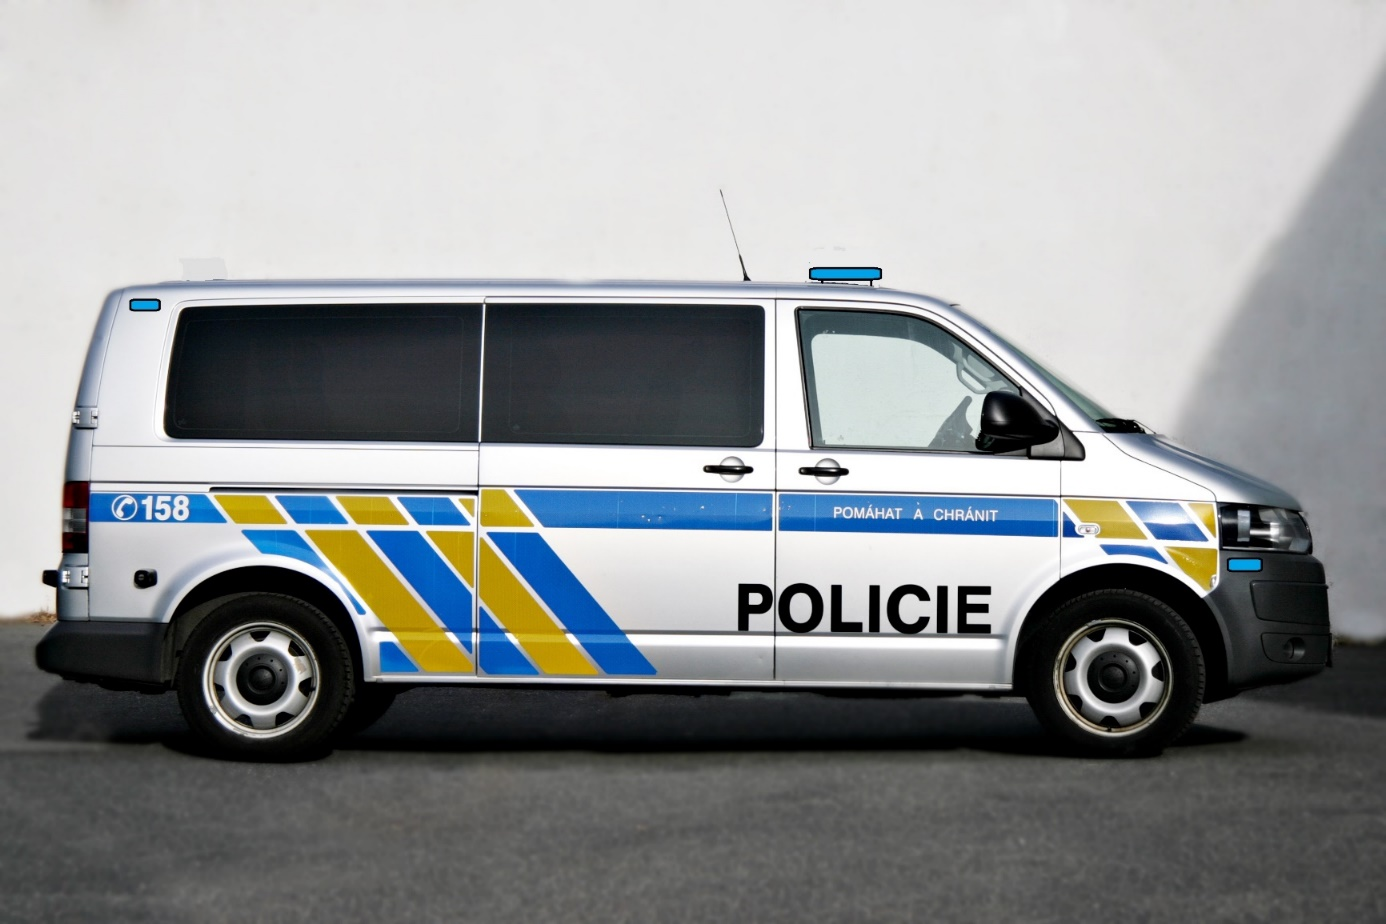 158
POMÁHAT À CHRÁNIT
POLICIE